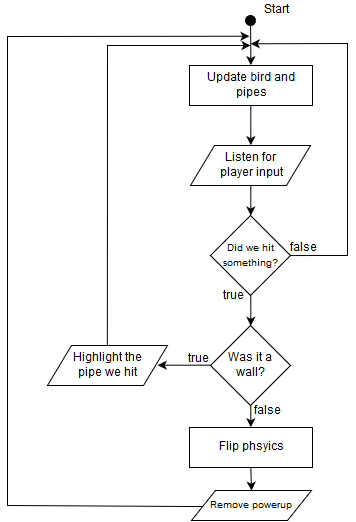 Start
Update bird and
pipes
Listen for
player input
Did we hit
something?
false
true
Was it a
wall?
true
Highlight the
pipe we hit
false
Flip phsyics
Remove powerup